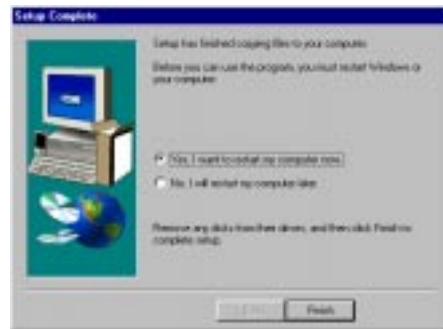 Setup Complete
Setup has finished copying files to your computer.
Before you can use the program, you must restart Windows or
your computer.
Yes, I want to restart my computer now.
No, I will restart my computer later.
Remove any disks from their drives, and then click Finish to
complete setup.
Finish